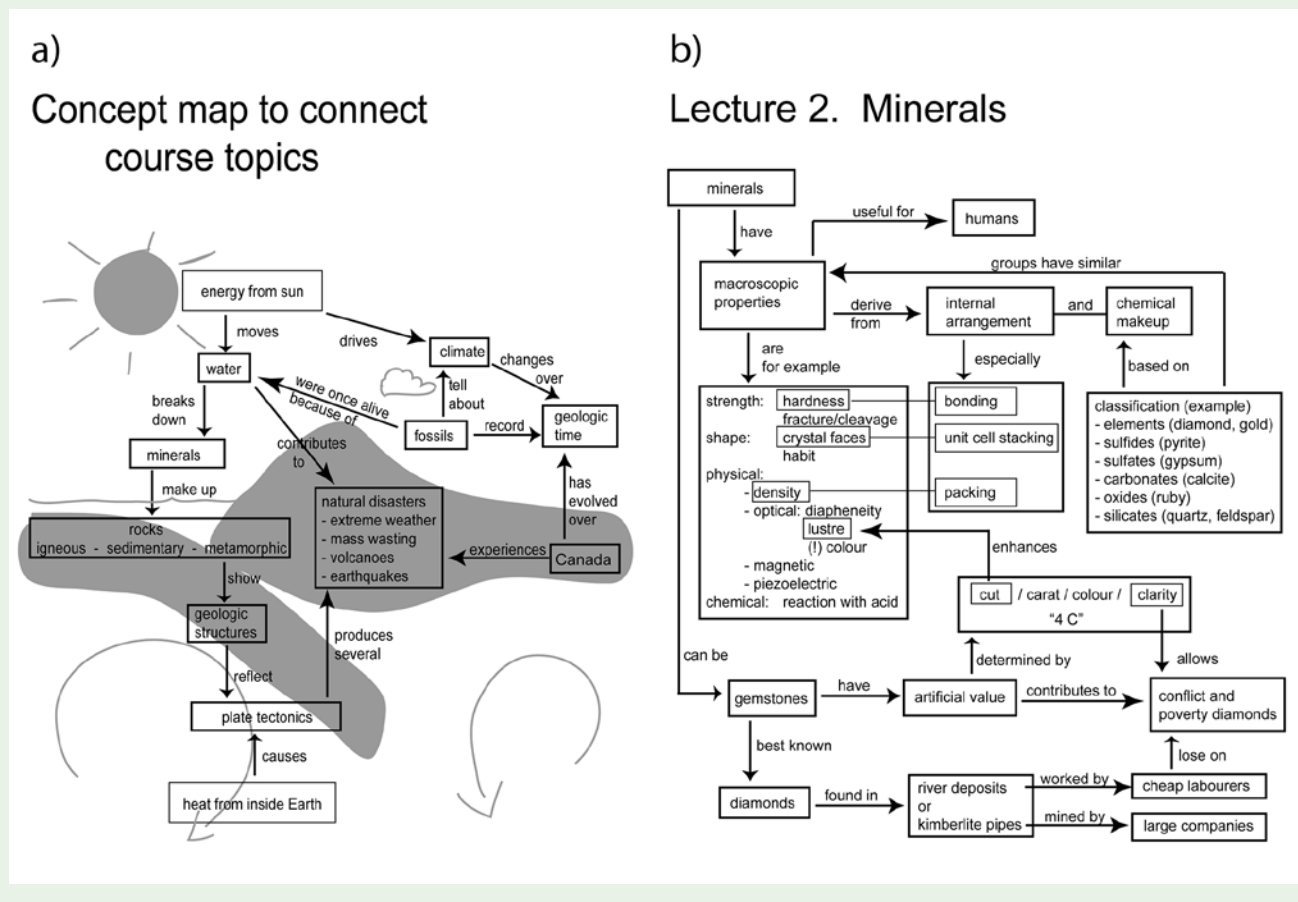 a)
Concept map to connect
course topics
energy from sun
moves
drives
water
climate
changes
over
were once alive
because of
tell
about
breaks
down
fossils
record
geologic
time
contributes
to
minerals
make up
has
evolved
over
natural disasters
- extreme weather
- mass wasting
- volcanoes
- earthquakes
rocks
igneous - sedimentary - metamorphic
experiences
Canada
show
geologic
structures
produces
several
reflect
plate tectonics
causes
heat from inside Earth
b)
Lecture 2. Minerals
minerals
useful for
humans
have
groups have similar
macroscopic
properties
derive
from
internal
arrangement
and
chemical
makeup
are
for example
especially
based on
strength: hardness
fracture/cleavage
shape: crystal faces
habit
physical:
- density
- optical: diapheneity
lustre
(!) colour
- magnetic
- piezoelectric
chemical: reaction with acid
bonding
unit cell stacking
packing
classification (example)
- elements (diamond, gold)
- sulfides (pyrite)
- sulfates (gypsum)
- carbonates (calcite)
- oxides (ruby)
- silicates (quartz, feldspar)
enhances
cut / carat / colour / clarity
"4 C"
can be
determined by
allows
gemstones
have
artificial value
contributes to
conflict and
poverty diamonds
best known
lose on
diamonds
found in
river deposits
or
kimberlite pipes
worked by
cheap labourers
mined by
large companies